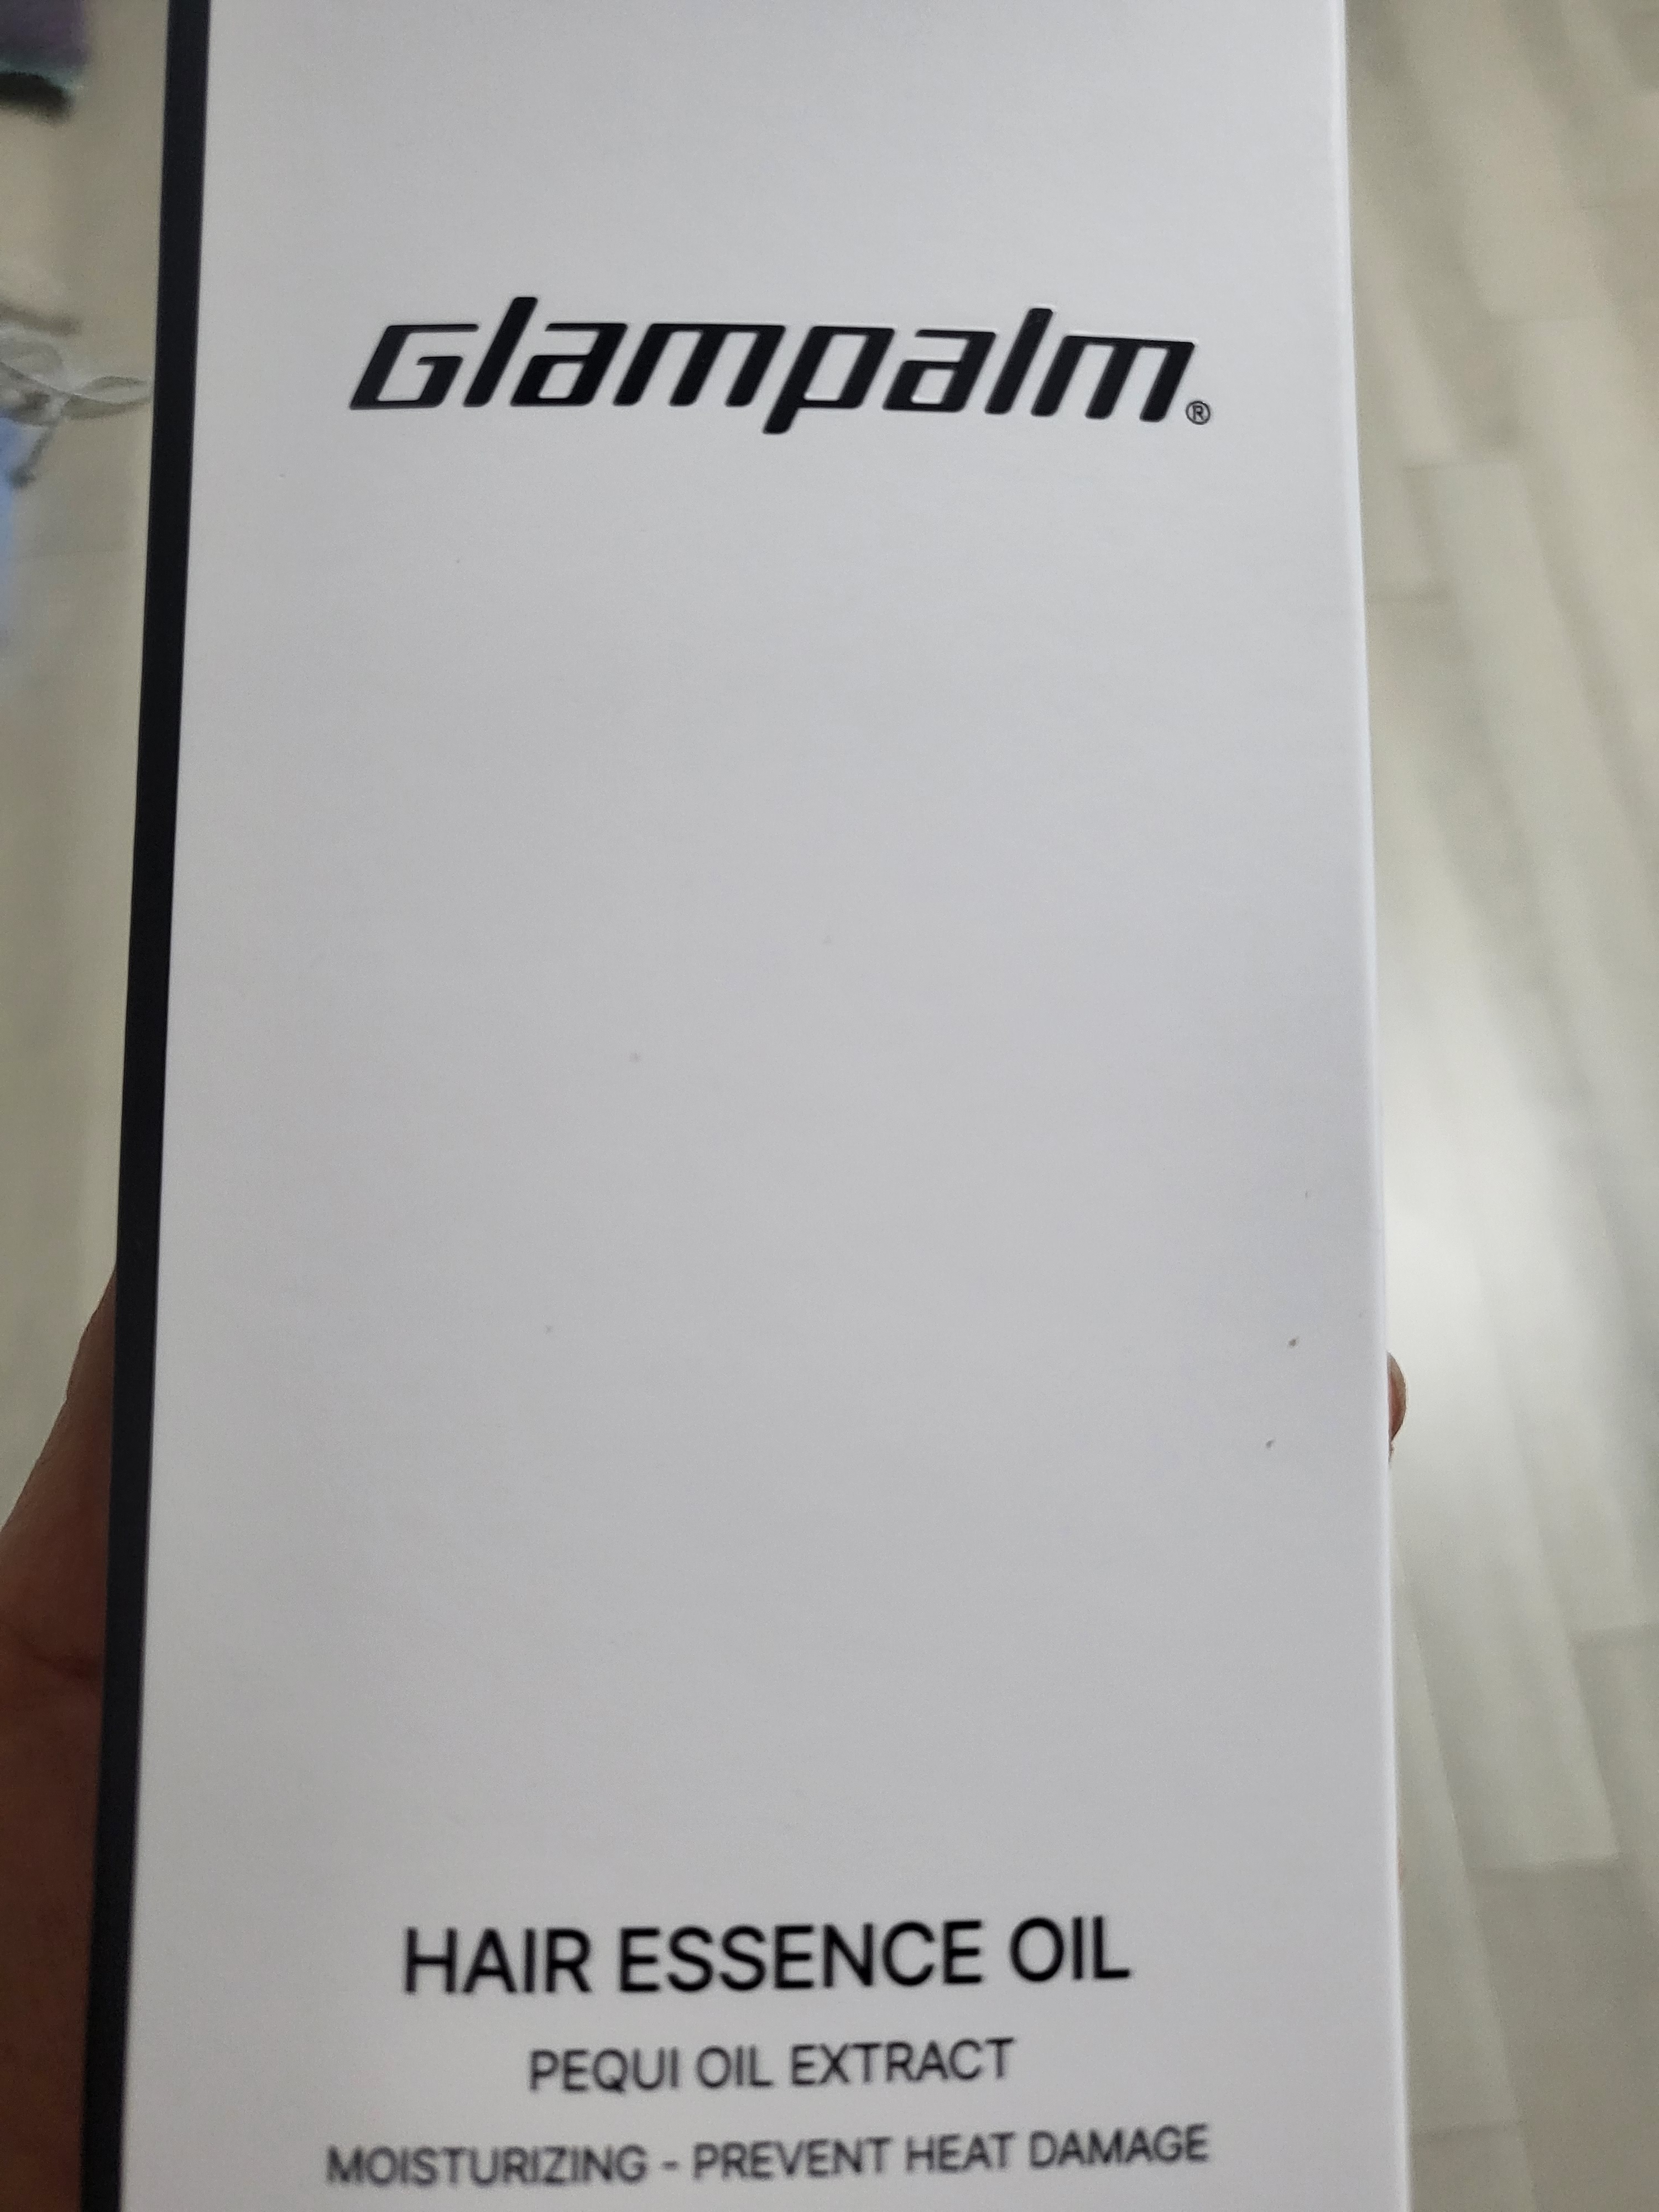 Glampalm®
HAIR ESSENCE OIL
PEQUI OIL EXTRACT
MOISTURIZING - PREVENT HEAT DAMAGE